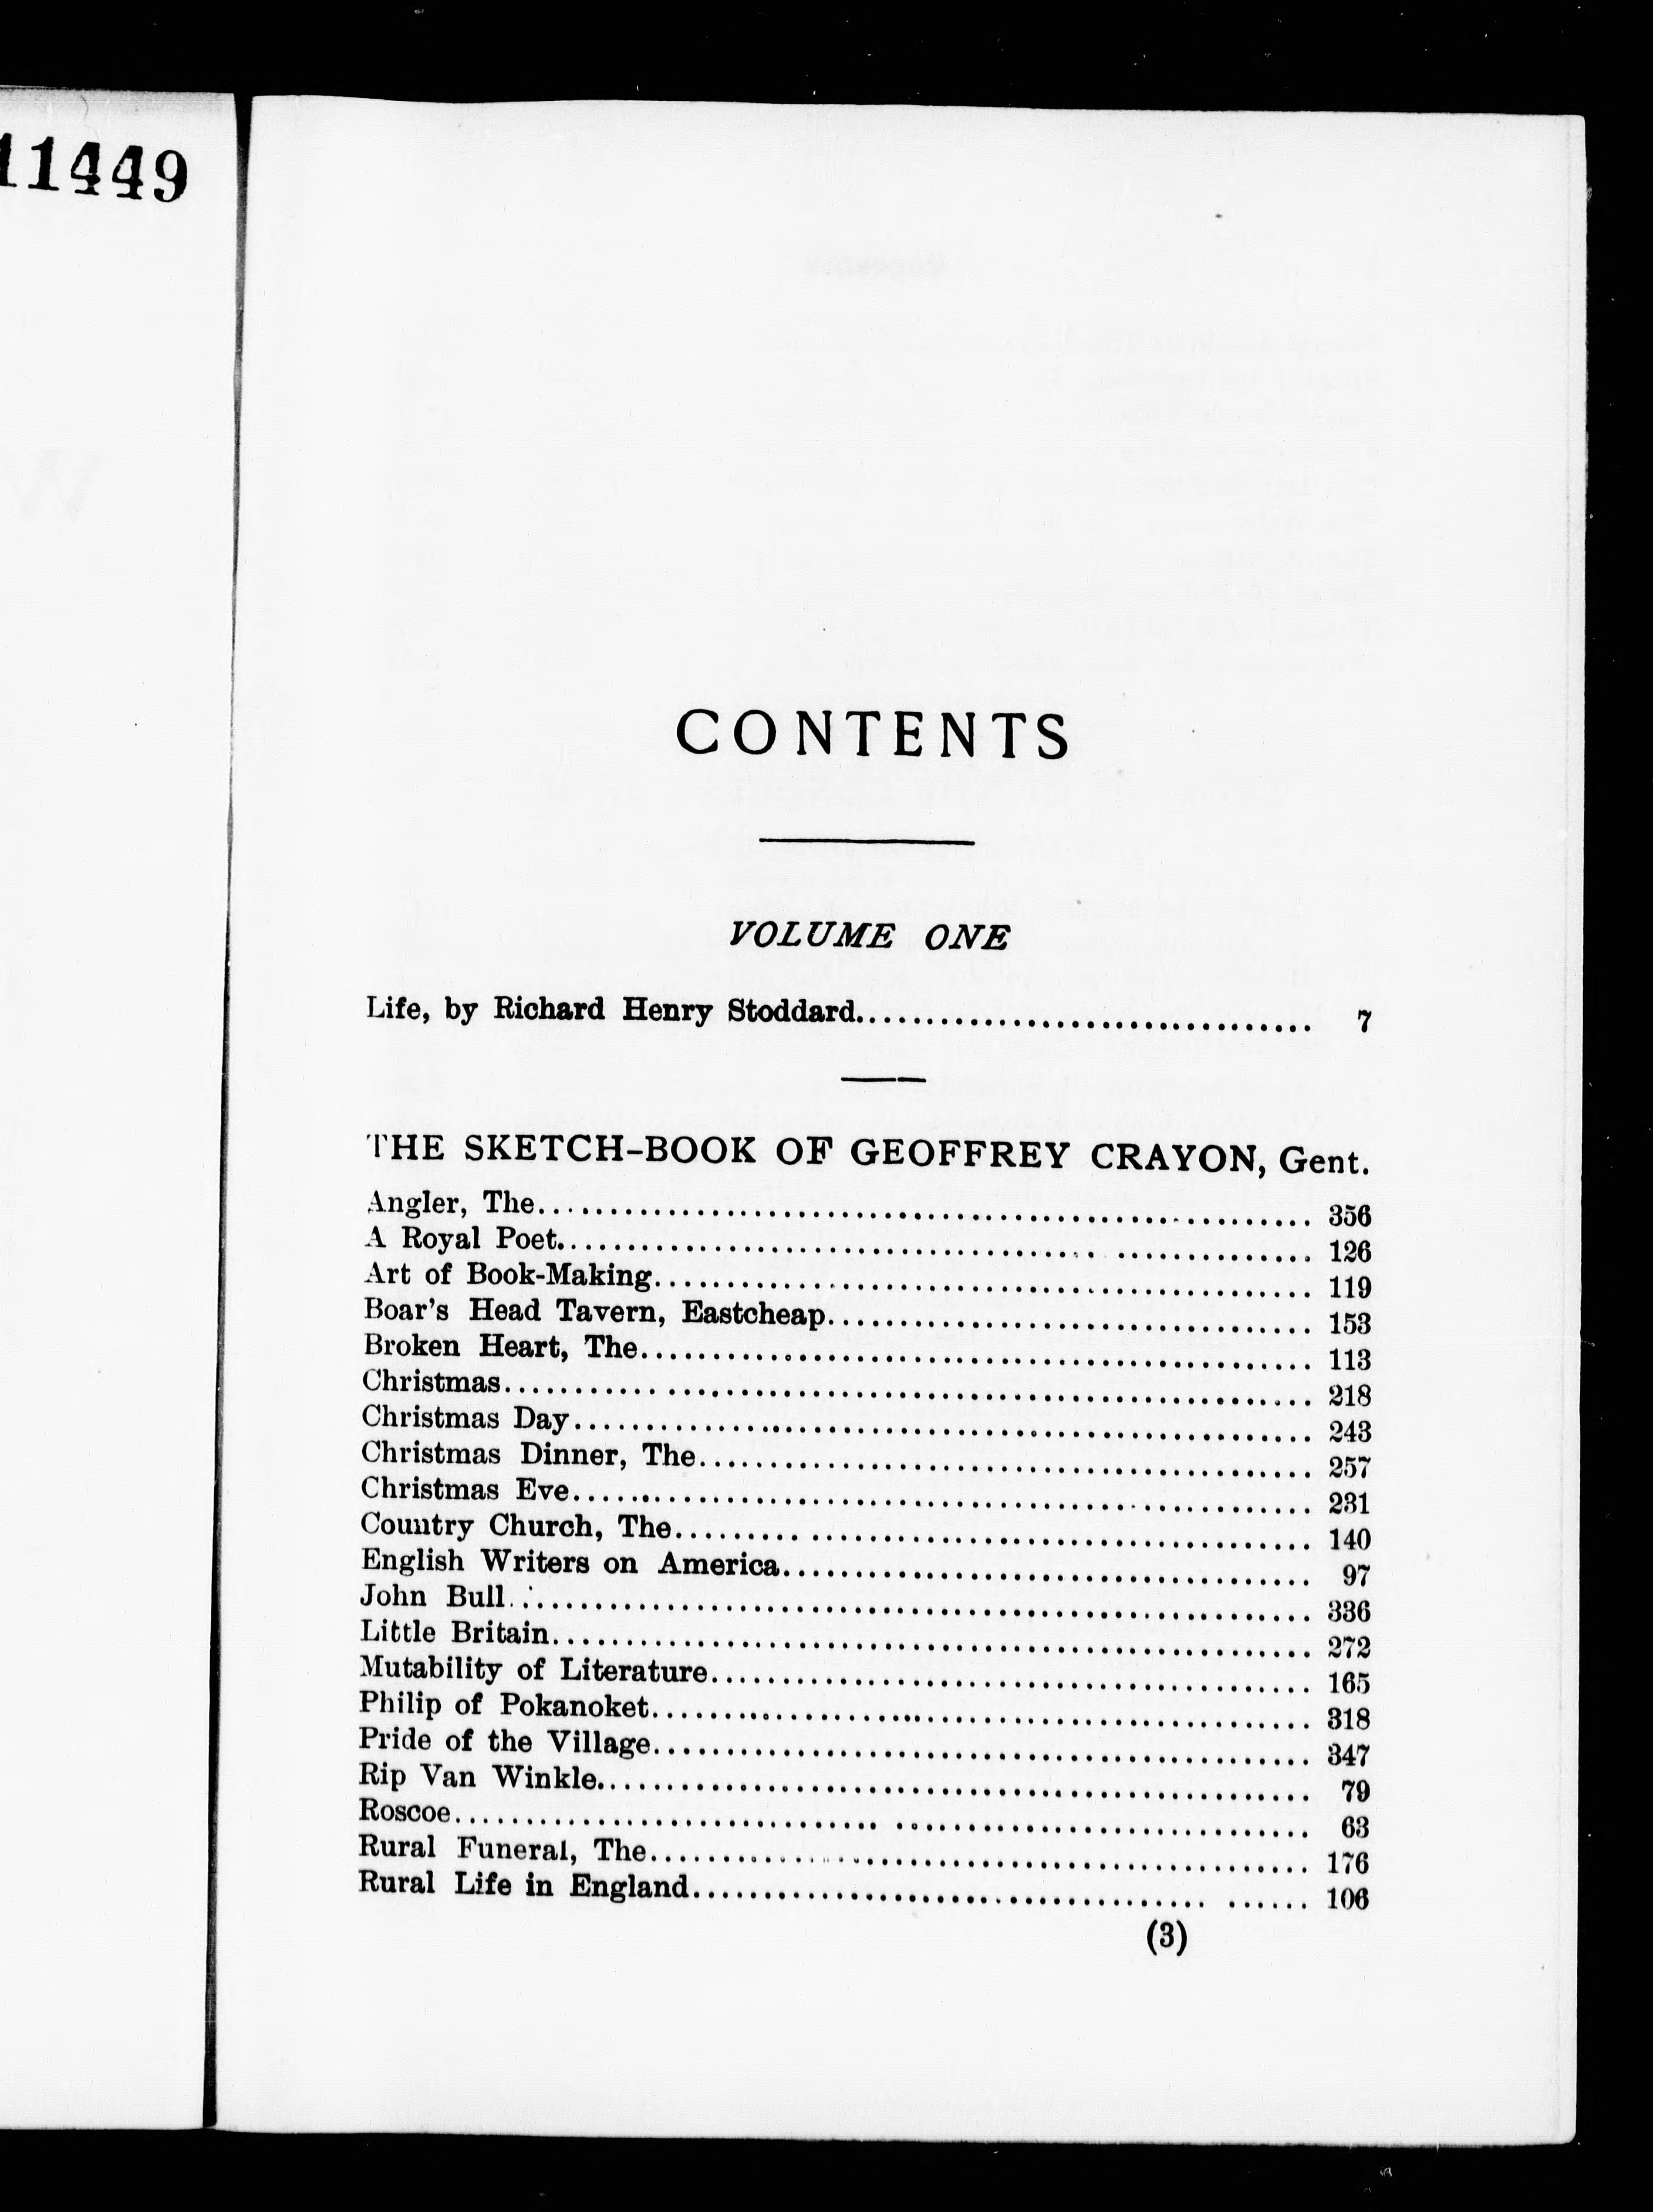 11449
CONTENTS
VOLUME ONE
Life, by Richard Henry Stoddard 7
THE SKETCH-BOOK OF GEOFFREY CRAYON, Gent.
Angler, The 356
A Royal Poet 126
Art of Book-Making 119
Boar's Head Tavern, Eastcheap 153
Broken Heart, The 113
Christmas 218
Christmas Day 243
Christmas Dinner, The 257
Christmas Eve 231
Country Church, The 140
English Writers on America 97
John Bull 336
Little Britain 272
Mutability of Literature 165
Philip of Pokanoket 318
Pride of the Village 347
Rip Van Winkle 79
Roscoe 63
Rural Funeral, The 176
Rural Life in England 106
(3)